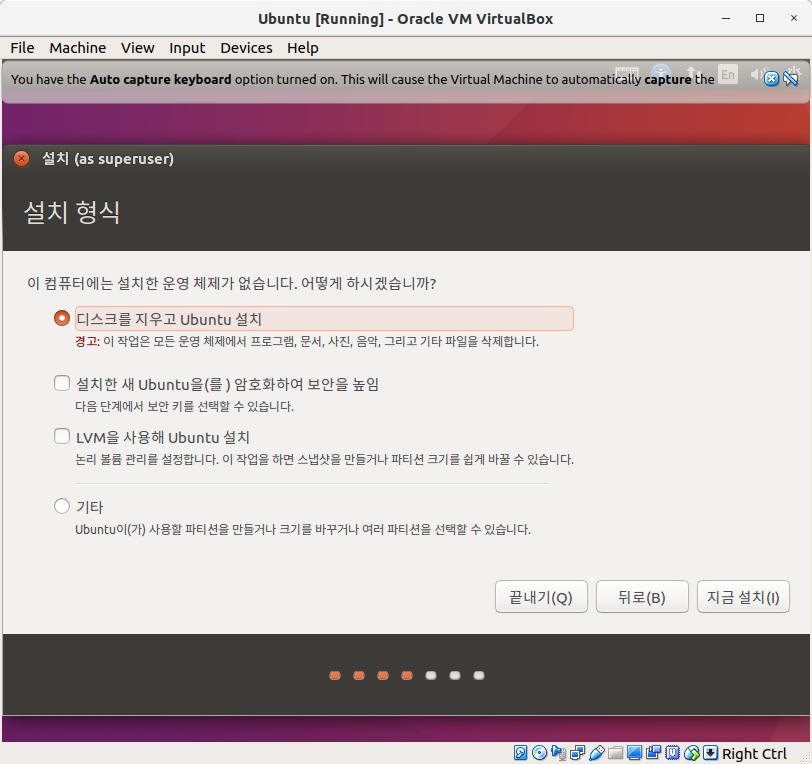 Ubuntu [Running] - Oracle VM VirtualBox
File Machine View Input Devices Help
You have the Auto capture keyboard option turned on. This will cause the Virtual Machine to automatically capture the
En
설치 (as superuser)
설치 형식
이 컴퓨터에는 설치한 운영 체제가 없습니다. 어떻게 하시겠습니까?
디스크를 지우고 Ubuntu 설치
경고: 이 작업은 모든 운영 체제에서 프로그램, 문서, 사진, 음악, 그리고 기타 파일을 삭제합니다.
설치한 새 Ubuntu을(를 ) 암호화하여 보안을 높임
다음 단계에서 보안 키를 선택할 수 있습니다.
LVM을 사용해 Ubuntu 설치
논리 볼륨 관리를 설정합니다. 이 작업을 하면 스냅샷을 만들거나 파티션 크기를 쉽게 바꿀 수 있습니다.
기타
Ubuntu이(가) 사용할 파티션을 만들거나 크기를 바꾸거나 여러 파티션을 선택할 수 있습니다.
끝내기(Q) 뒤로(B) 지금 설치(I)
Right Ctrl